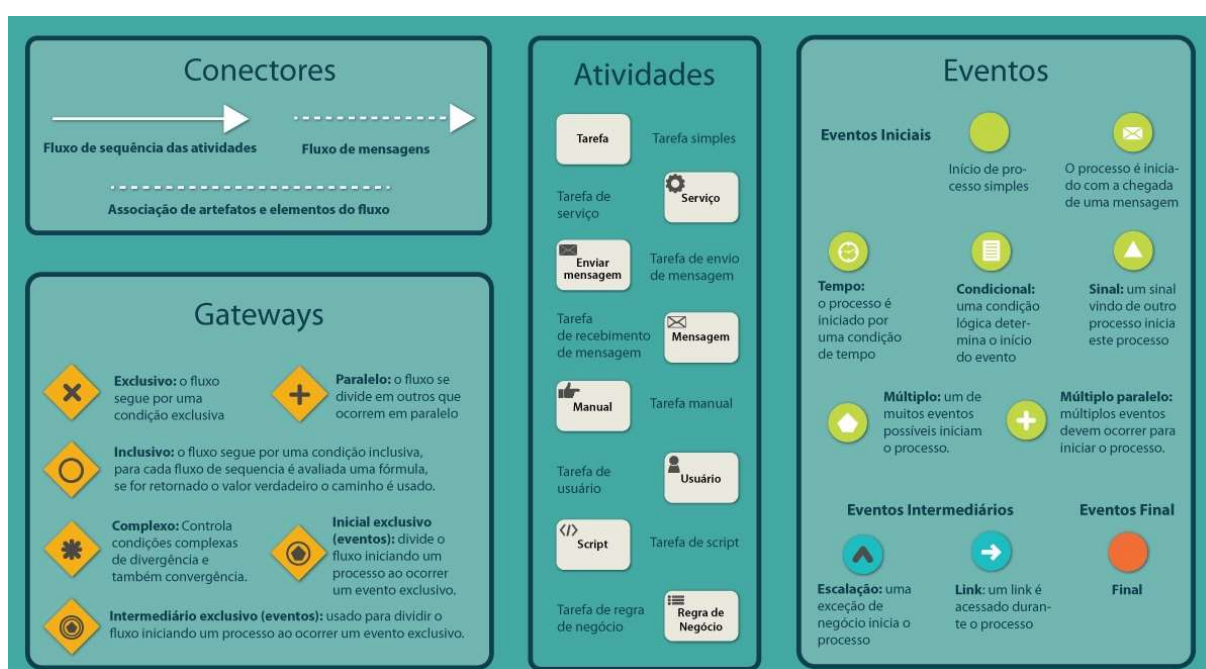 Conectores
Fluxo de sequência das atividades
Fluxo de mensagens
Associação de artefatos e elementos do fluxo
Gateways
Exclusivo: o fluxo
segue por uma
condição exclusiva
Paralelo: o fluxo se
divide em outros que
ocorrem em paralelo
Inclusivo: o fluxo segue por uma condição inclusiva,
para cada fluxo de sequencia é avaliada uma fórmula,
se for retornado o valor verdadeiro o caminho é usado.
Complexo: Controla
condições complexas
de divergência e
também convergência.
Inicial exclusivo
(eventos): divide o
fluxo iniciando um
processo ao ocorrer
um evento exclusivo.
Intermediário exclusivo (eventos): usado para dividir o
fluxo iniciando um processo ao ocorrer um evento exclusivo.
Atividades
Tarefa
Tarefa simples
Tarefa de
serviço
Serviço
Enviar
mensagem
Tarefa de envio
de mensagem
Tarefa
de recebimento
de mensagem
Mensagem
Manual
Tarefa manual
Tarefa de
usuário
Usuário
</>
Script
Tarefa de script
Tarefa de regra
de negócio
Regra de
Negócio
Eventos
Eventos Iniciais
Início de pro-
cesso simples
O processo é inicia-
do com a chegada
de uma mensagem
Tempo:
o processo é
iniciado por
uma condição
de tempo
Condicional:
uma condição
lógica deter-
mina o início
do evento
Sinal: um sinal
vindo de outro
processo inicia
este processo
Múltiplo: um de
muitos eventos
possíveis iniciam
o processo.
Múltiplo paralelo:
múltiplos eventos
devem ocorrer para
iniciar o processo.
Eventos Intermediários
Escalação: uma
exceção de
negócio inicia o
processo
Link: um link é
acessado duran-
te o processo
Eventos Final
Final